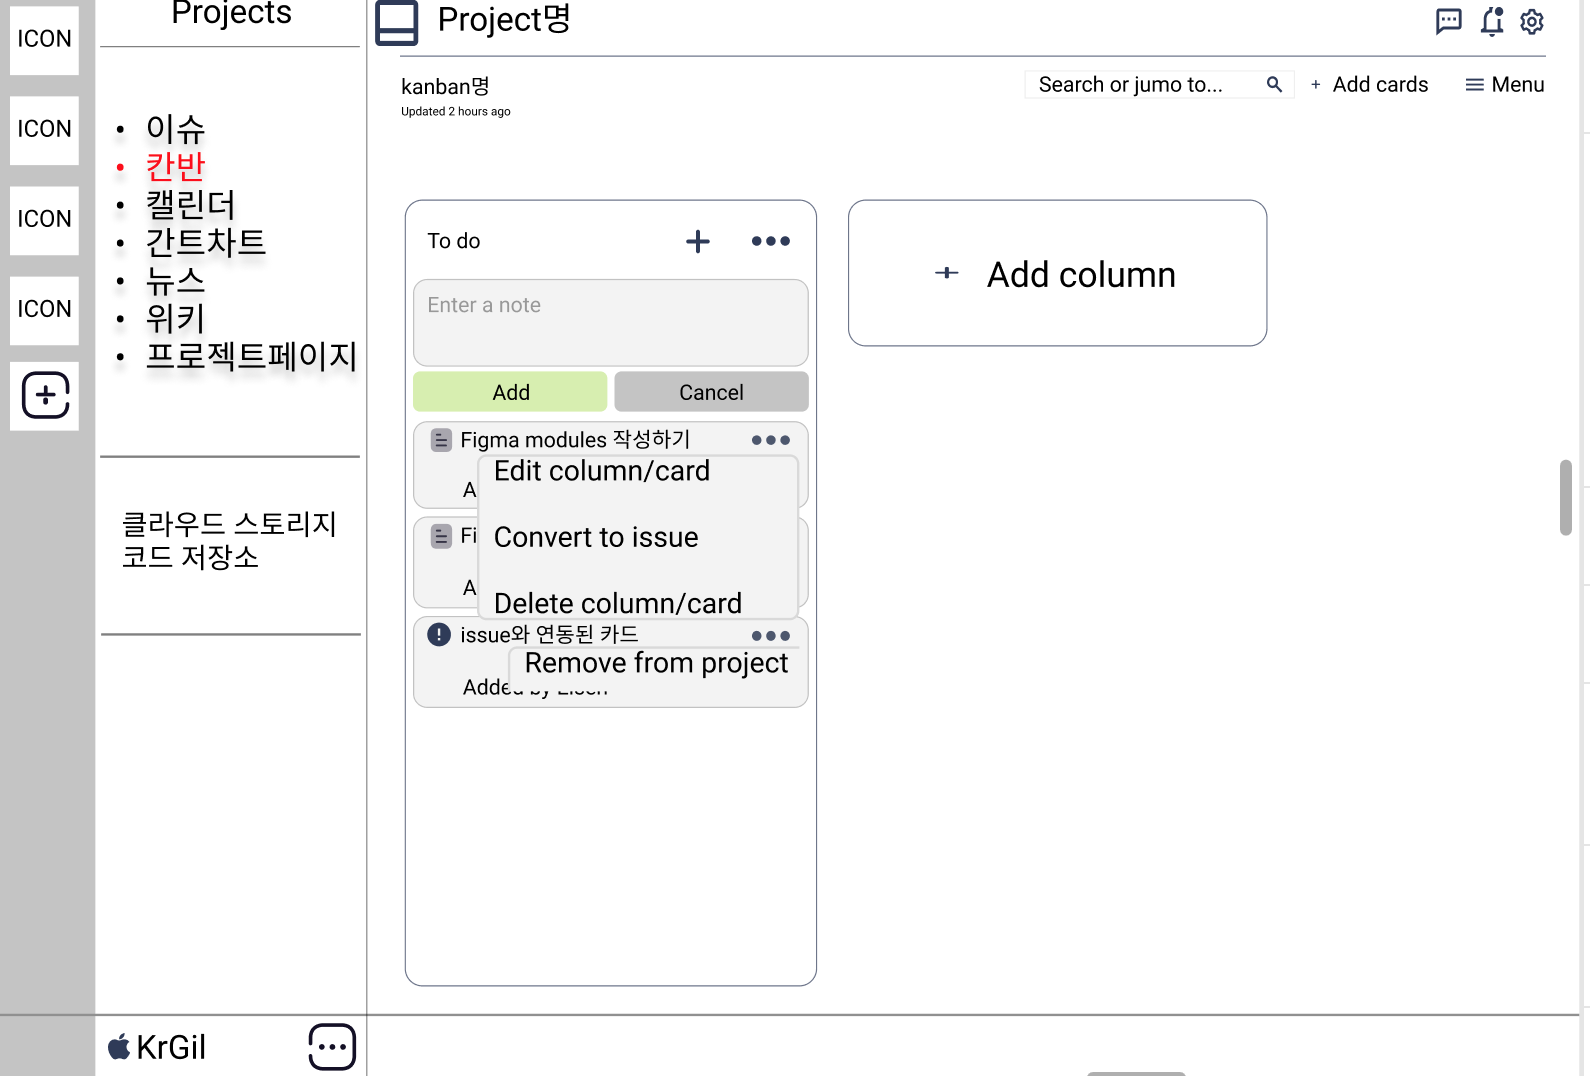 ICON
ICON
ICON
ICON
Projects
• 이슈
• 칸반
• 캘린더
• 간트차트
• 뉴스
• 위키
• 프로젝트페이지
클라우드 스토리지
코드 저장소
KrGil
Project명
kanban명
Updated 2 hours ago
Search or jumo to...
+ Add cards
Menu
To do
Enter a note
Add Cancel
Figma modules 작성하기
A
Edit column/card
Fi
Convert to issue
A
Delete column/card
issue와 연동된 카드
Remove from project
Added by
Add column